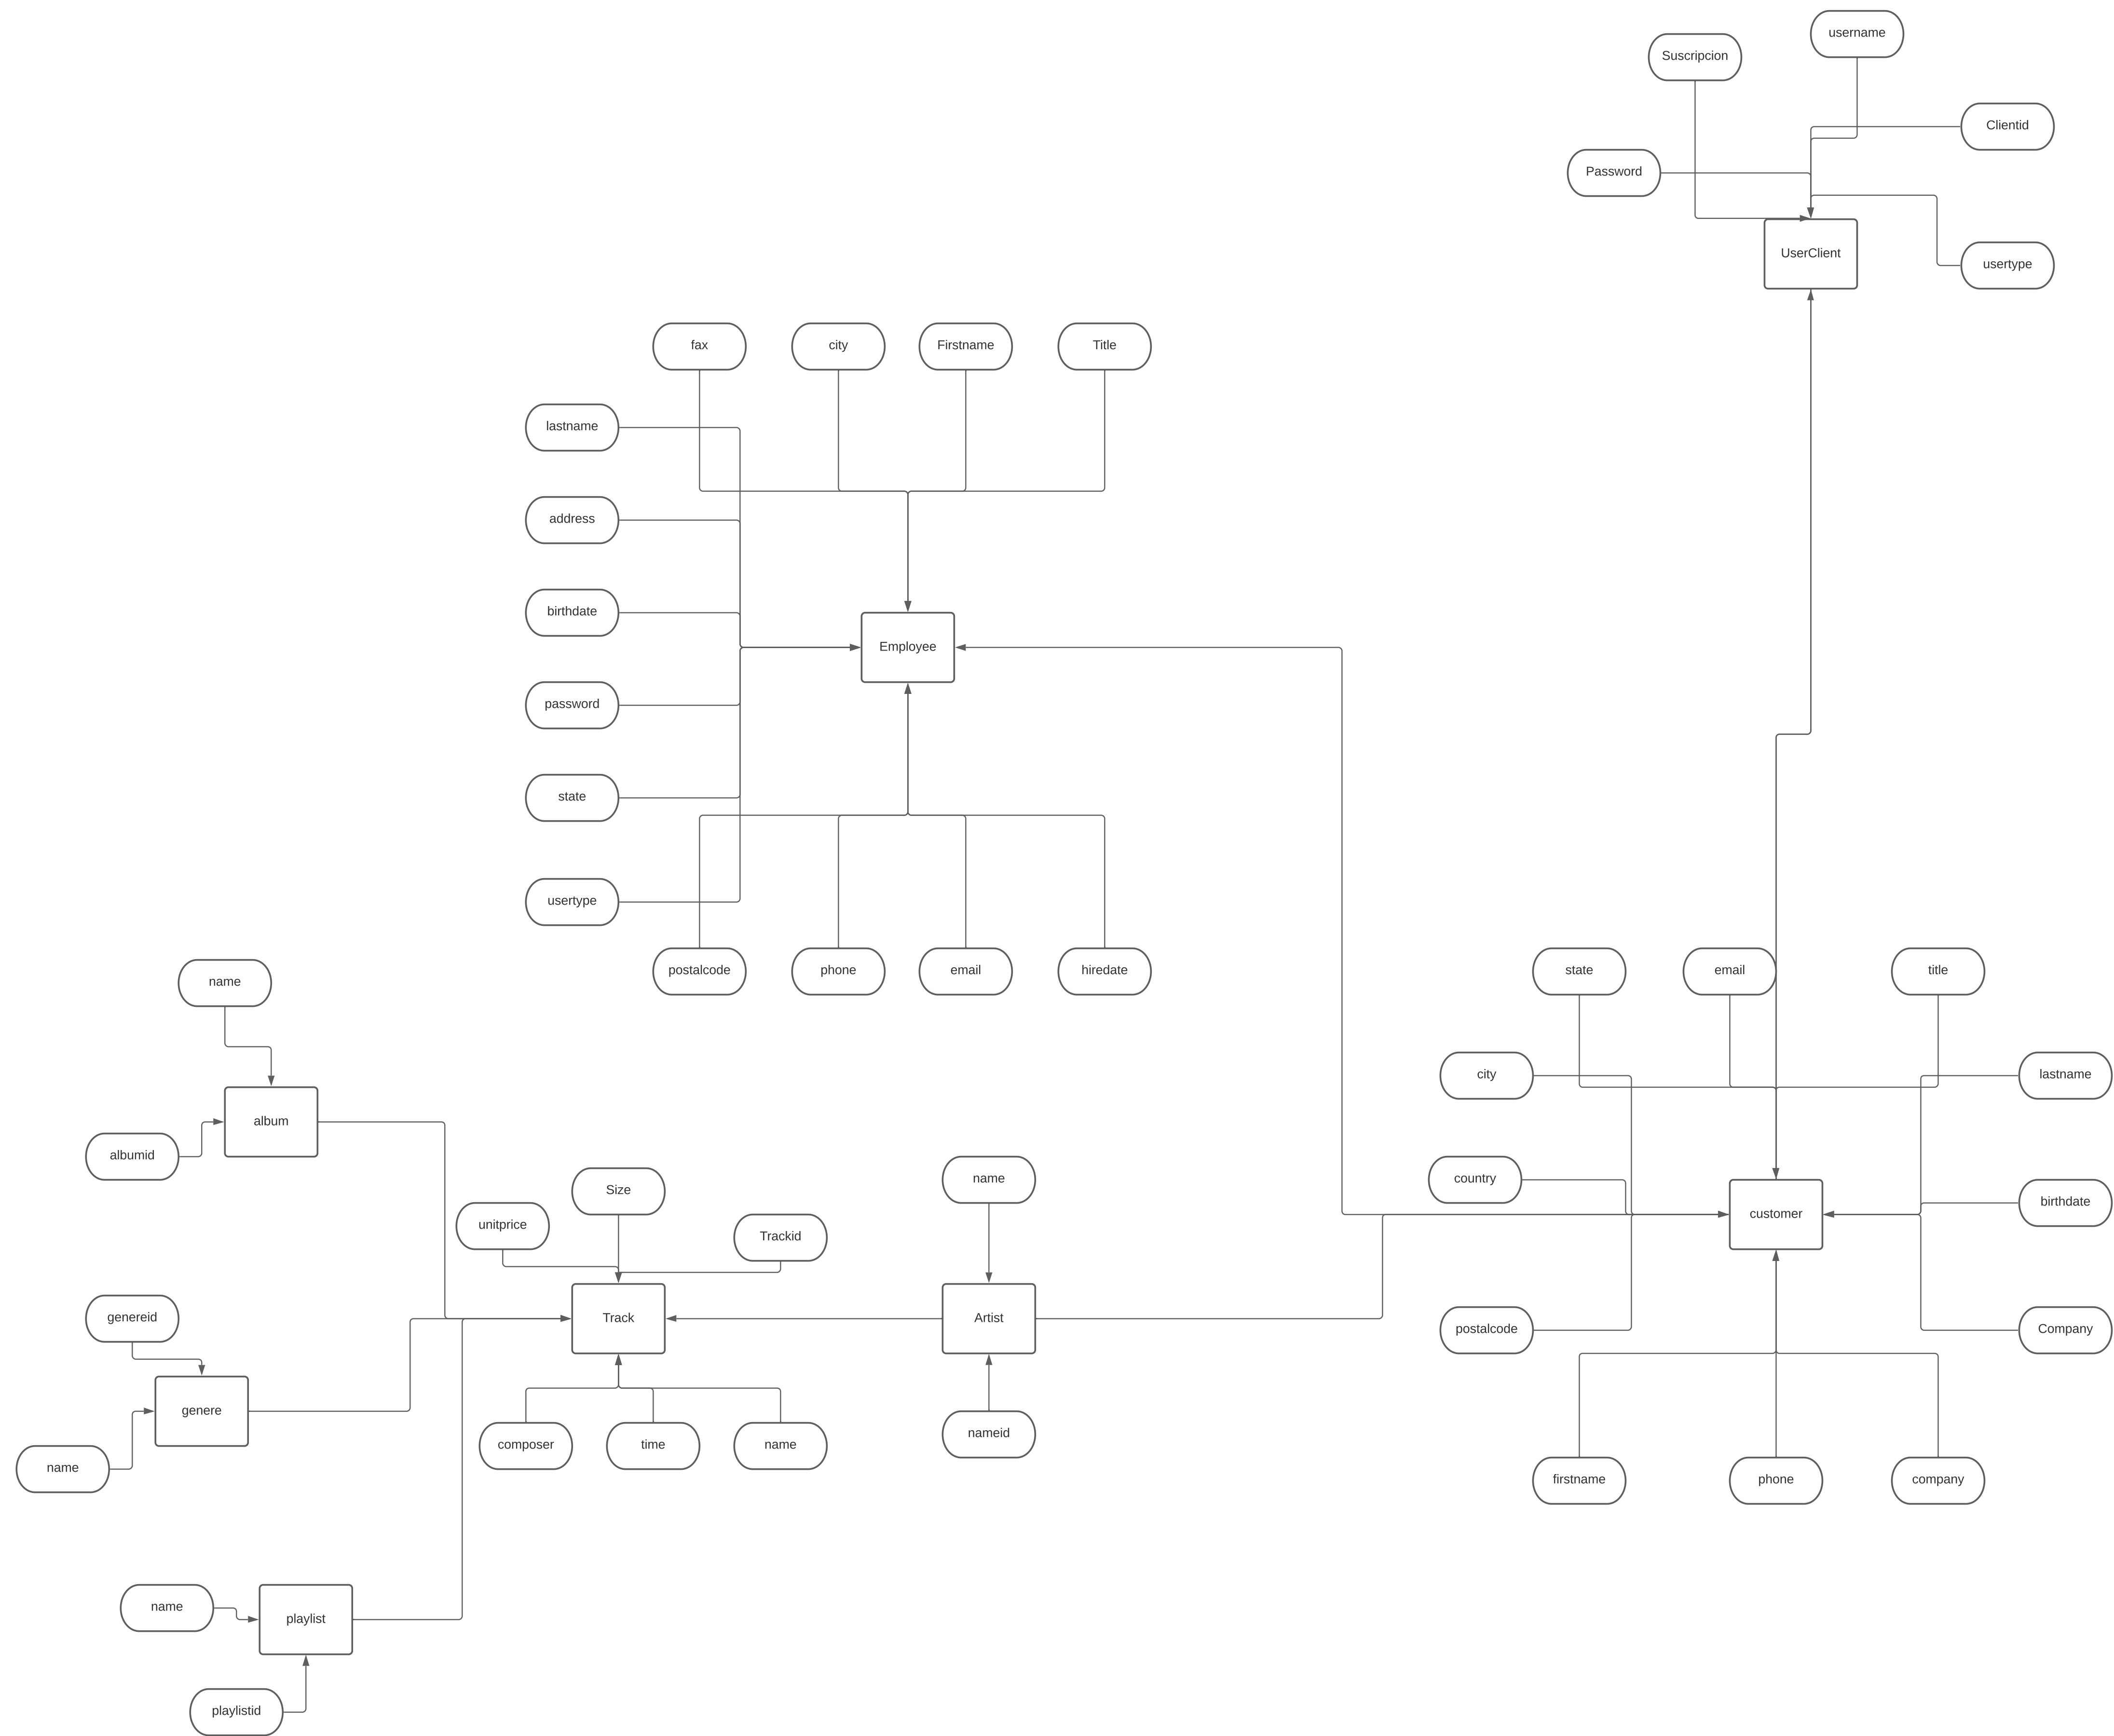 username
Suscripcion
Clientid
Password
UserClient
usertype
fax
city
Firstname
Title
lastname
address
birthdate
Employee
password
state
usertype
postalcode
phone
email
hiredate
state
email
title
name
city
lastname
album
albumid
Size
name
country
birthdate
unitprice
Trackid
customer
genereid
Track
Artist
postalcode
Company
genere
name
composer
time
name
nameid
firstname
phone
company
name
playlist
playlistid